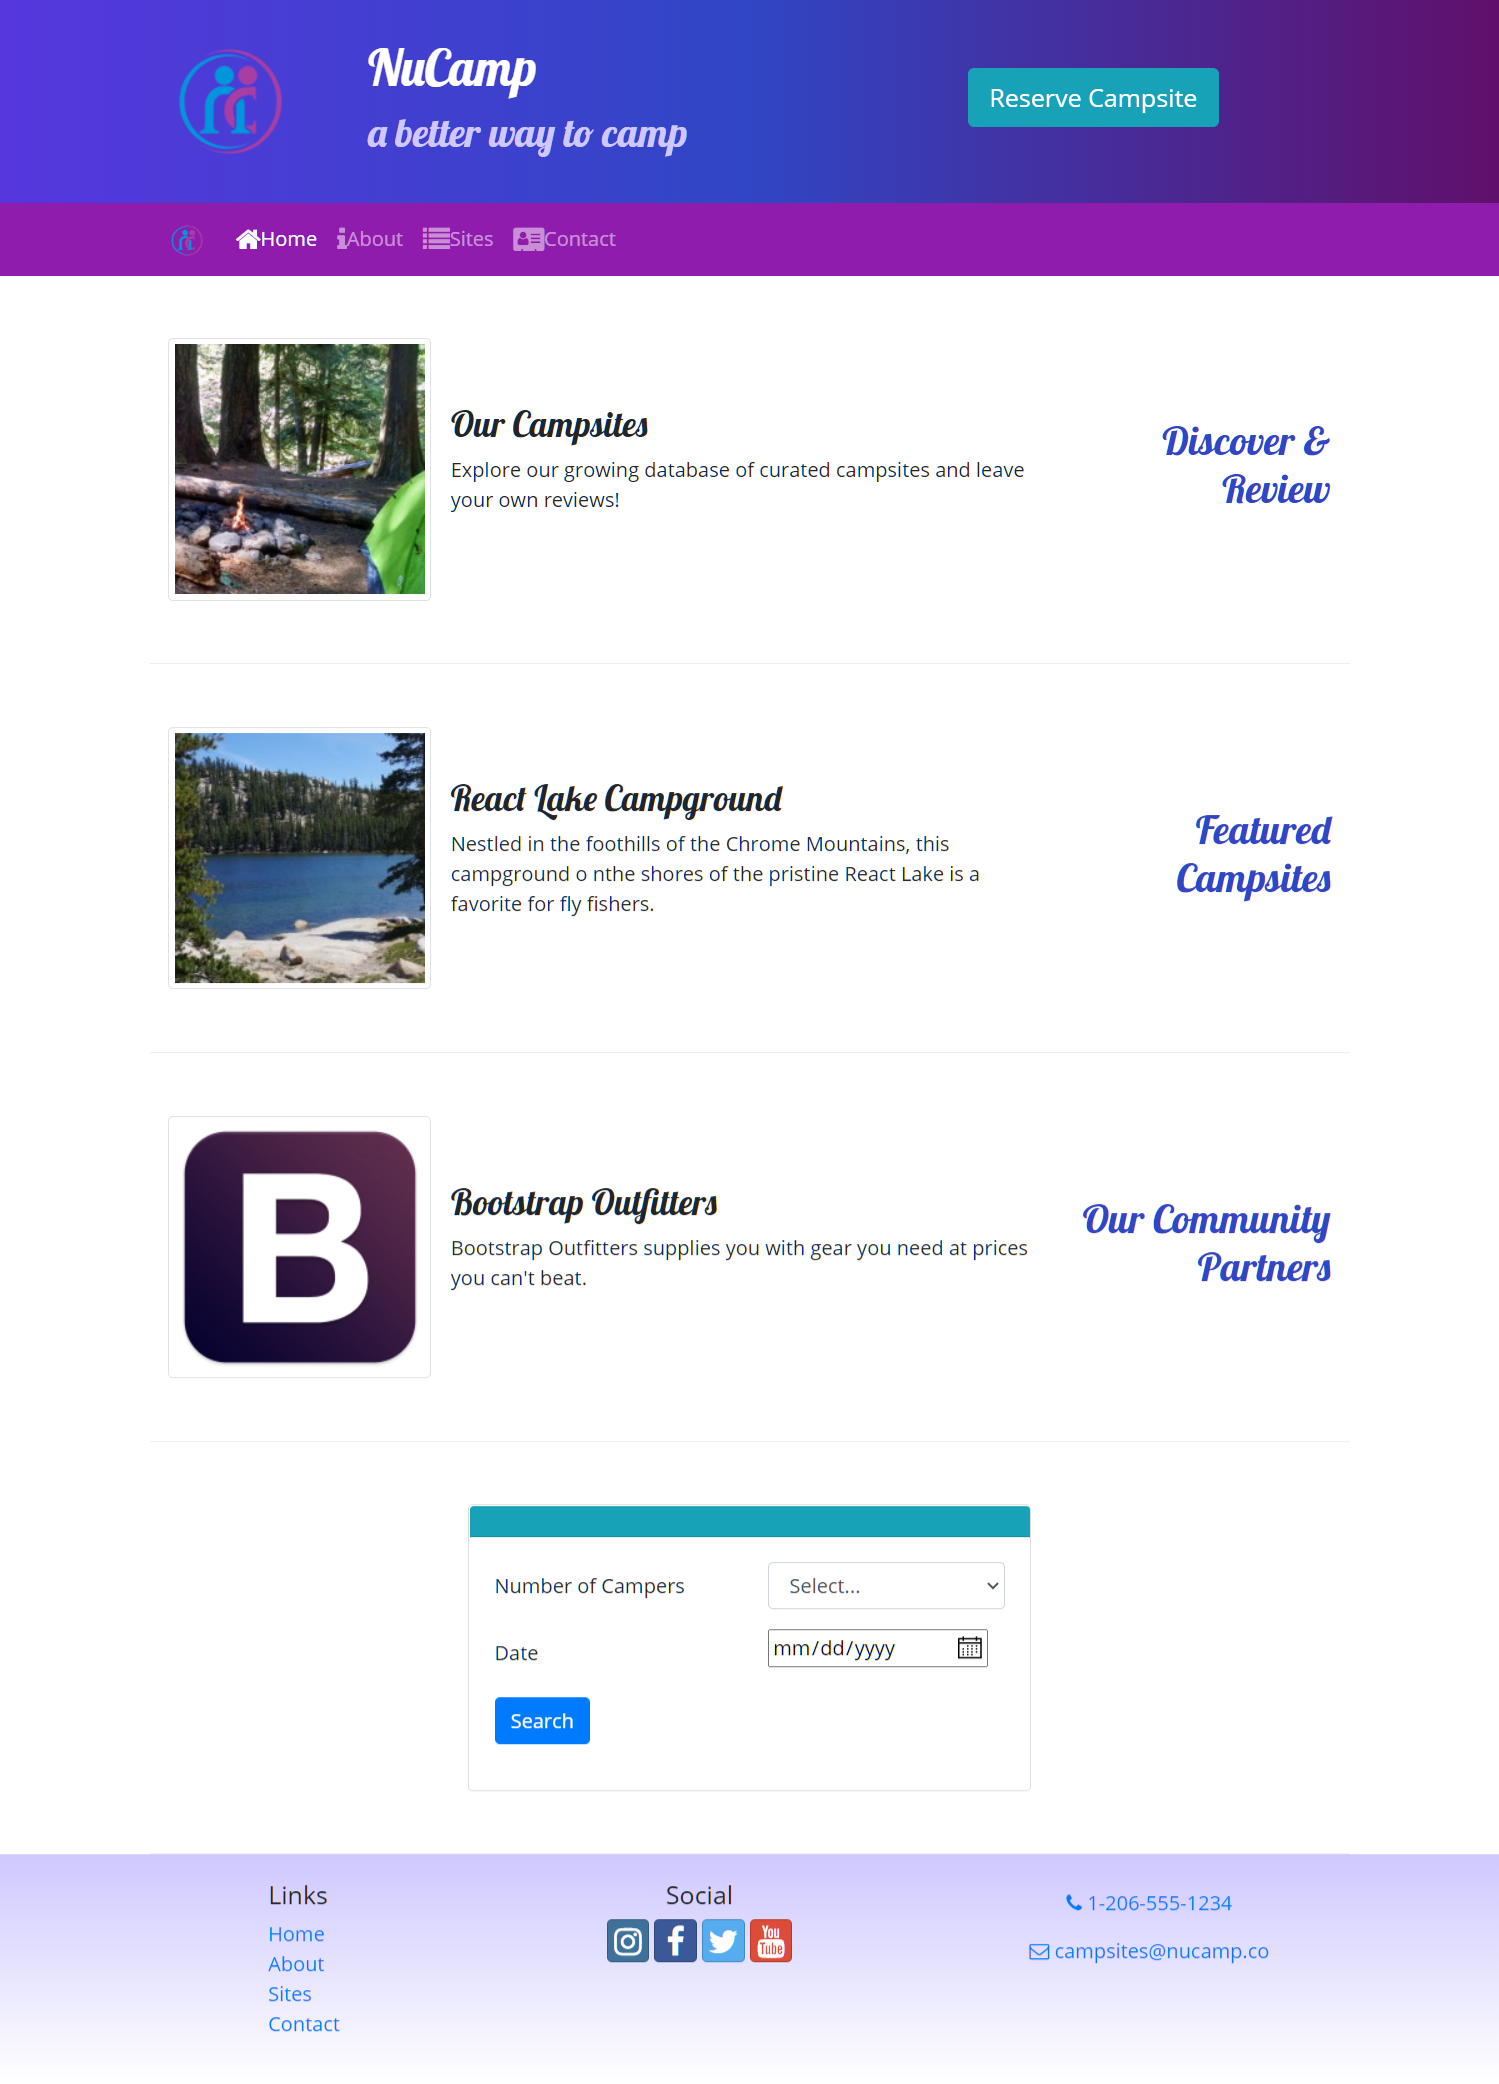 NuCamp
a better way to camp
Reserve Campsite
Home About Sites Contact
Our Campsites
Explore our growing database of curated campsites and leave
your own reviews!
Discover &
Review
React Lake Campground
Nestled in the foothills of the Chrome Mountains, this
campground o nthe shores of the pristine React Lake is a
favorite for fly fishers.
Featured
Campsites
B
Bootstrap Outfitters
Bootstrap Outfitters supplies you with gear you need at prices
you can't beat.
Our Community
Partners
Number of Campers
Select...
Date
mm/dd/yyyy
Search
Links
Home
About
Sites
Contact
Social
You
Tube
1-206-555-1234
campsites@nucamp.co